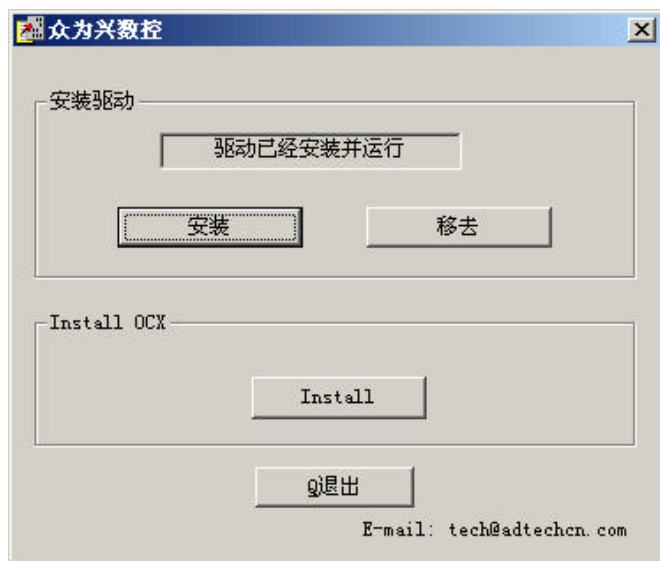 众为兴数控
安装驱动
驱动已经安装并运行
安装 移去
Install OCX
Install
Q退出
E-mail: tech@adtechcn.com